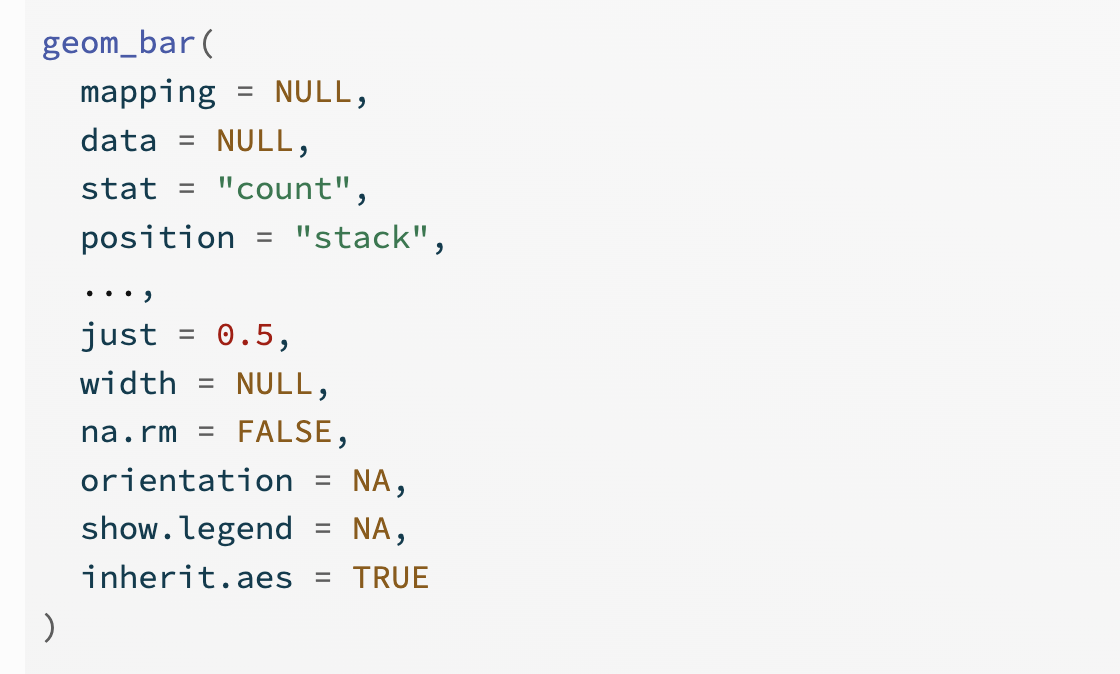 geom_bar(
  mapping = NULL,
  data = NULL,
  stat = "count",
  position = "stack",
  ...,
  just = 0.5,
  width = NULL,
  na.rm = FALSE,
  orientation = NA,
  show.legend = NA,
  inherit.aes = TRUE
)